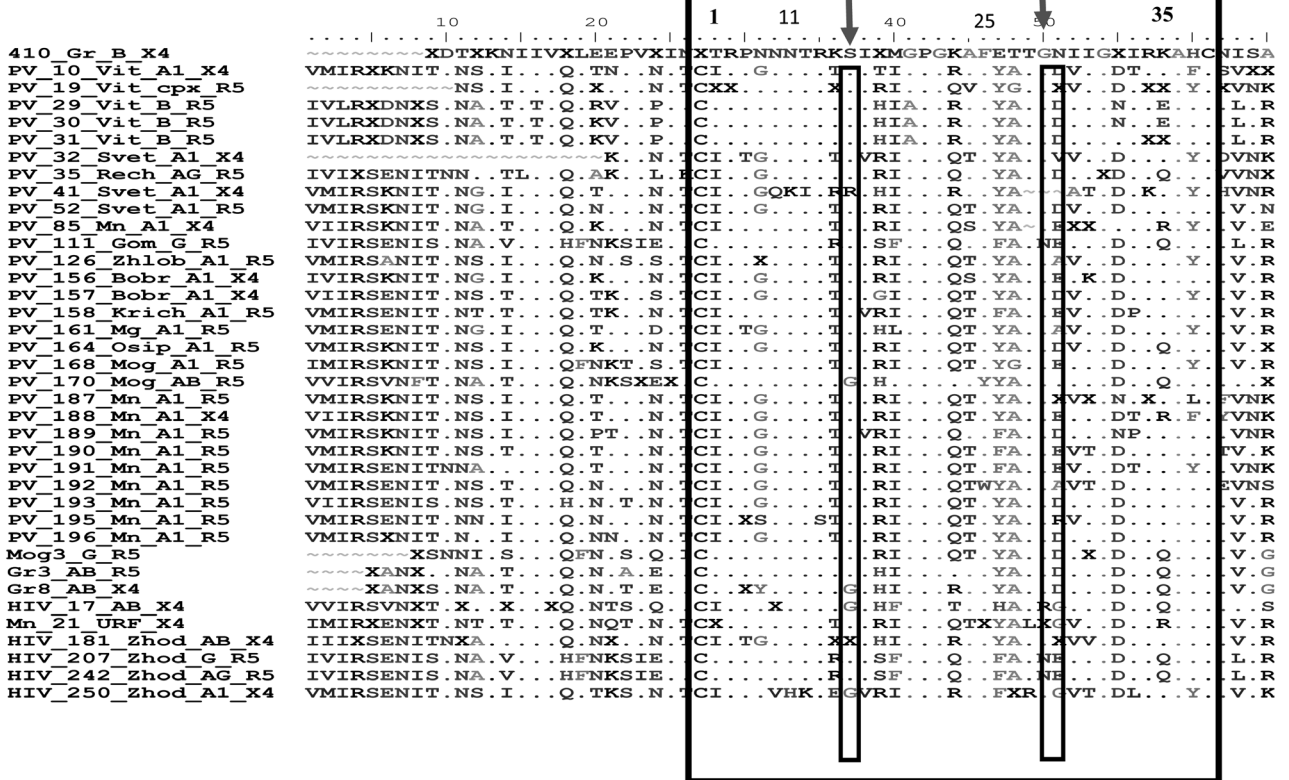 1 11 25 35
10 20 40 50
410_Gr_B_X4 ~~~~~~~~XDTXKNIIVXLEEPVXINXTRPNNNTRKSIXMGPGKAFETTGNIIGXIRKAHCNISA
PV_10_Vit_A1_X4 VMIRXKNIT.NS.I...Q.TN..N.TCI..G....T..TI...R..YA..DV..DT...F.SVXX
PV_19_Vit_cpx_R5 ~~~~~~~~~~NS.I...Q.X...N.TCXX......X..RI...QV.YG..XV..D.XX.Y.XVNK
PV_29_Vit_B_R5 IVLRXDNXS.NA.T.T.Q.RV..P..C...........HIA..R..YA..D...N..E....L.R
PV_30_Vit_B_R5 IVLRXDNXS.NA.T.T.Q.KV..P..C...........HIA..R..YA..D...N..E....L.R
PV_31_Vit_B_R5 IVLRXDNXS.NA.T.T.Q.KV..P..C...........HIA..R..YA..D.....XX....L.R
PV_32_Svet_A1_X4 ~~~~~~~~~~~~~~~~~~~~K..N.TCI.TG....T.VRI...QT.YA..VV..D....Y.DVNK
PV_35_Rech_AG_R5 IVIXSENITNN..TL..Q.AK..L.KCI..G.......RI...QT.YA..D..XD..Q...VVNX
PV_41_Svet_A1_X4 VMIRSKNIT.NG.I...Q.T...N.TCI..GQKI.RR.HI...R..YA~~~AT.D.K..Y.HVNR
PV_52_Svet_A1_R5 VMIRSKNIT.NG.I...Q.N...N.TCI..G....T..RI...QT.YA..DV..D.......V.N
PV_85_Mn_A1_X4 VMIRSKNIT.NA.T...Q.K...N.TCI..........RI...QS.YA~.EXX....R.Y..V.E
PV_111_Gom_G_R5 IVIRSENIS.NA.V...HFNKSIE..C........R..SF...Q..FA.NE...D..Q....L.R
PV_126_Zhlob_A1_R5 VMIRSANIT.NS.I...Q.N.S.S.TCI..X.......RI...QT.YA..AV..D....Y..V.R
PV_156_Bobr_A1_X4 IVIRSKNIT.NG.I...Q.K...N.TCI..G....T..RI...QS.YA..E.K.D.......V.R
PV_157_Bobr_A1_X4 VIIRSENIT.NS.T...Q.TK..S.TCI..G....T..GI...QT.YA..DV..D....Y..V.R
PV_158_Krich_A1_R5 VMIRSENIT.NT.T...Q.TK..N.TCI.......T.VRI...QT.FA..EV..DP......V.R
PV_161_Mg_A1_R5 VMIRSENIT.NG.I...Q.T...D.TCI.TG....T..HL...QT.YA..AV..D....Y..V.R
PV_164_Osip_A1_R5 VMIRSKNIT.NS.I...Q.K...N.TCI..G....T..RI...QT.YA..DV..D..Q....V.X
PV_168_Mog_A1_R5 IMIRSKNIT.NS.I...QFNKT.S.TCI.......T..RI...QT.YG..E...D....Y..V.R
PV_170_Mog_AB_R5 VVIRSVNFT.NA.T...Q.NKSXEX.C.........G.H......YYA......D..Q......X
PV_187_Mn_A1_R5 VMIRSKNIT.NS.I...Q.T...N.TCI..G....T..RI...QT.YA..XVX.N.X..L.FVNK
PV_188_Mn_A1_X4 VIIRSKNIT.NS.T...Q.T...N.TCI.......T..RI...QT.YA..E...DT.R.F.YVNK
PV_189_Mn_A1_R5 VMIRSKNIT.NS.I...Q.PT..N.TCI..G....T.VRI...Q..FA..D...NP......VNR
PV_190_Mn_A1_R5 VMIRSKNIT.NS.I...Q.T...N.TCI..G....T..RI...QT.FA..EVT.D......TV.K
PV_191_Mn_A1_R5 VMIRSENITNNA.....Q.T...N.TCI..G....T..RI...QT.FA..EV..DT...Y..VNK
PV_192_Mn_A1_R5 VMIRSENIT.NS.T...Q.N...N.TCI..G....T..RI...QTWYA..AVT.D......EVNS
PV_193_Mn_A1_R5 VIIRSENIS.NS.T...H.N.T.N.TCI..G....T..RI...QT.YA..D...D.......V.R
PV_195_Mn_A1_R5 VMIRSENIT.NN.I...Q.N...N.TCI..XS...ST..RI...QT.YA..RV..D.......V.R
PV_196_Mn_A1_R5 VMIRSXNIT.N..I...Q.NN..N.TCI..G....T..RI...QT.YA..D...D.......V.R
Mog3_G_R5 ~~~~~~~XSNNI.S...QFN.S.Q..C...........RI...QT.YA..D.X.D..Q....V.G
Gr3_AB_R5 ~~~~XANX..NA.T...Q.N.A.E..C...........HI......YA..D...D.......V.G
Gr8_AB_X4 ~~~~XANXS.NA.T...Q.N...E..C..XY......G.HI...R..YA..D...D..E....V.G
HIV_17_AB_X4 VVIRSVNXT.X..X..XQ.NTS.Q..CI...X.....G.HF...T..HA.RG...D..Q......S
Mn_21_URF_X4 IMIRXENXT.NT.T...Q.NQT.N.TCX..........RI...QTXYALXGV..D..R....V.R
HIV_181_Zhod_AB_X4 IIIXSENITNXA.....Q.NX..N.TCI.TG....XX.HI...R..YA..XVV.D.......V.R
HIV_207_Zhod_G_R5 IVIRSENIS.NA.V...HFNKSIE..C........R..SF...Q..FA.NE...D..Q....L.R
HIV_242_Zhod_AG_R5 IVIRSENIS.NA.V...HFNKSIE..C........R..SF...Q..FA.NE...D..Q....L.R
HIV_250_Zhod_A1_X4 VMIRSENIT.NS.I...Q.TKS.N.TCI...VHK.EGVRI...R..FXR.GVT.DL...Y..V.K